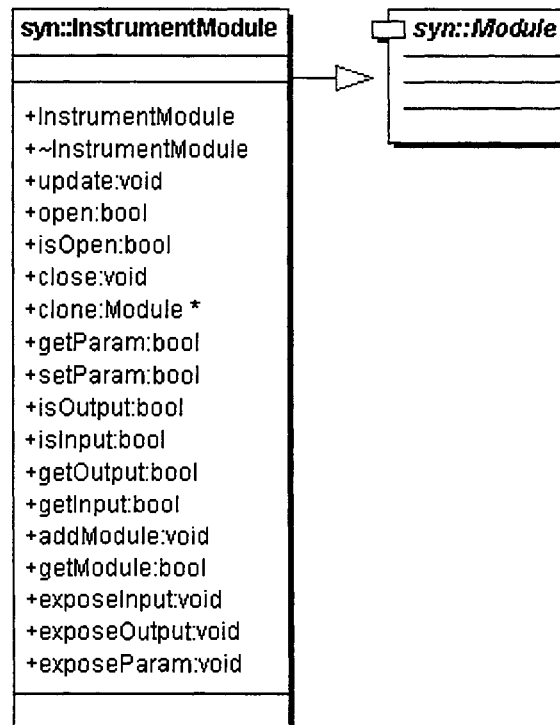 syn::InstrumentModule
syn::Module
+InstrumentModule
+~InstrumentModule
+update:void
+open:bool
+isOpen:bool
+close:void
+clone:Module *
+getParam:bool
+setParam:bool
+isOutput:bool
+isInput:bool
+getOutput:bool
+getInput:bool
+addModule:void
+getModule:bool
+exposeInput:void
+exposeOutput:void
+exposeParam:void